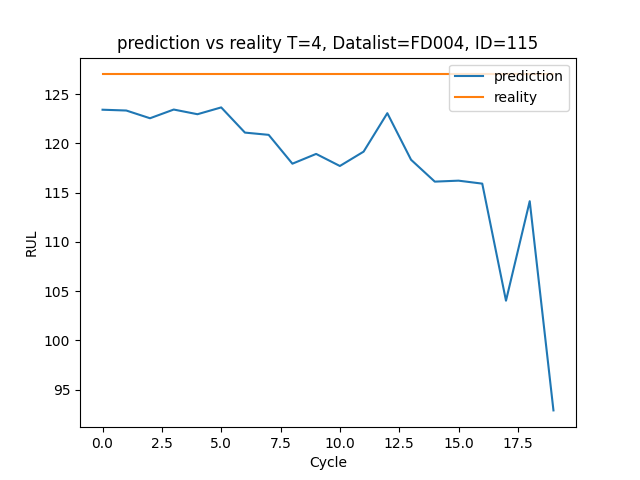 prediction vs reality T=4, Datalist=FD004, ID=115
prediction
reality
RUL
125
120
115
110
105
100
95
0.0 2.5 5.0 7.5 10.0 12.5 15.0 17.5
Cycle